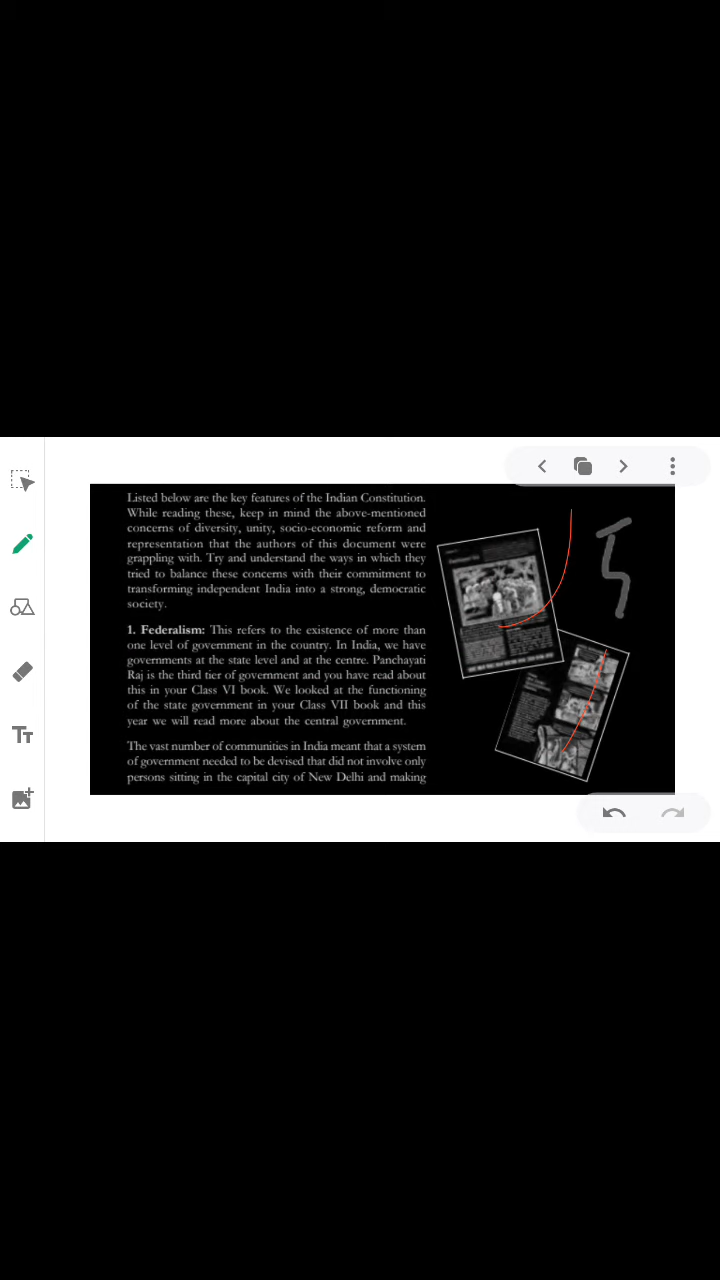 Listed below are the key features of the Indian Constitution.
While reading these, keep in mind the above-mentioned
concerns of diversity, unity, socio-economic reform and
representation that the authors of this document were
grappling with. Try and understand the ways in which they
tried to balance these concerns with their commitment to
transforming independent India into a strong, democratic
society.
1. Federalism: This refers to the existence of more than
one level of government in the country. In India, we have
governments at the state level and at the centre. Panchayati
Raj is the third tier of government and you have read about
this in your Class VI book. We looked at the functioning
of the state government in your Class VII book and this
year we will read more about the central government.
The vast number of communities in India meant that a system
of government needed to be devised that did not involve only
persons sitting in the capital city of New Delhi and making
5
Tт